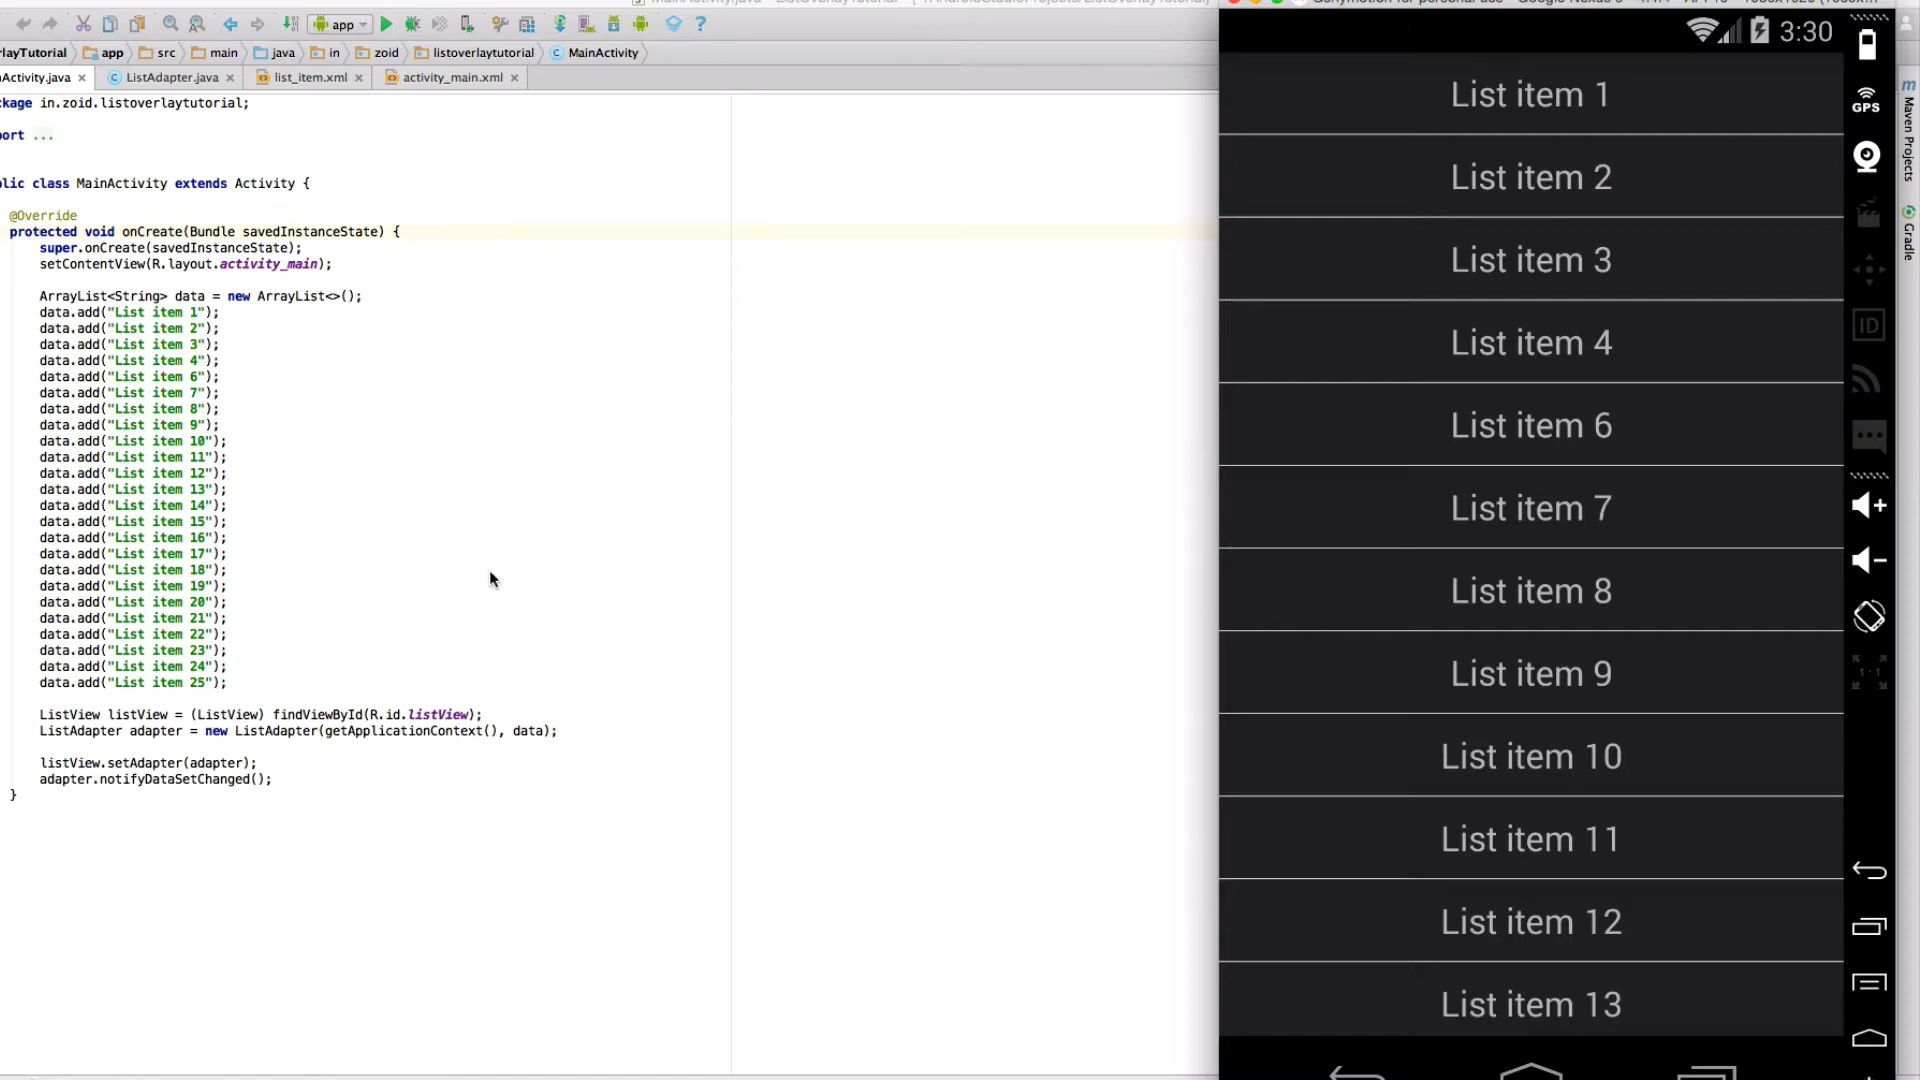 app
rlayTutorial app src main java in zoid listoverlaytutorial MainActivity
nActivity.java ListAdapter.java list_item.xml activity_main.xml
ckage in.zoid.listoverlaytutorial;
port ...
blic class MainActivity extends Activity {
@Override
protected void onCreate(Bundle savedInstanceState) {
super.onCreate(savedInstanceState);
setContentView(R.layout.activity_main);
ArrayList<String> data = new ArrayList<>();
data.add("List item 1");
data.add("List item 2");
data.add("List item 3");
data.add("List item 4");
data.add("List item 6");
data.add("List item 7");
data.add("List item 8");
data.add("List item 9");
data.add("List item 10");
data.add("List item 11");
data.add("List item 12");
data.add("List item 13");
data.add("List item 14");
data.add("List item 15");
data.add("List item 16");
data.add("List item 17");
data.add("List item 18");
data.add("List item 19");
data.add("List item 20");
data.add("List item 21");
data.add("List item 22");
data.add("List item 23");
data.add("List item 24");
data.add("List item 25");
ListView listView = (ListView) findViewById(R.id.listView);
ListAdapter adapter = new ListAdapter(getApplicationContext(), data);
listView.setAdapter(adapter);
adapter.notifyDataSetChanged();
}
3:30
List item 1
List item 2
List item 3
List item 4
List item 6
List item 7
List item 8
List item 9
List item 10
List item 11
List item 12
List item 13
GPS
ID
1:1
Maven Projects
Gradle